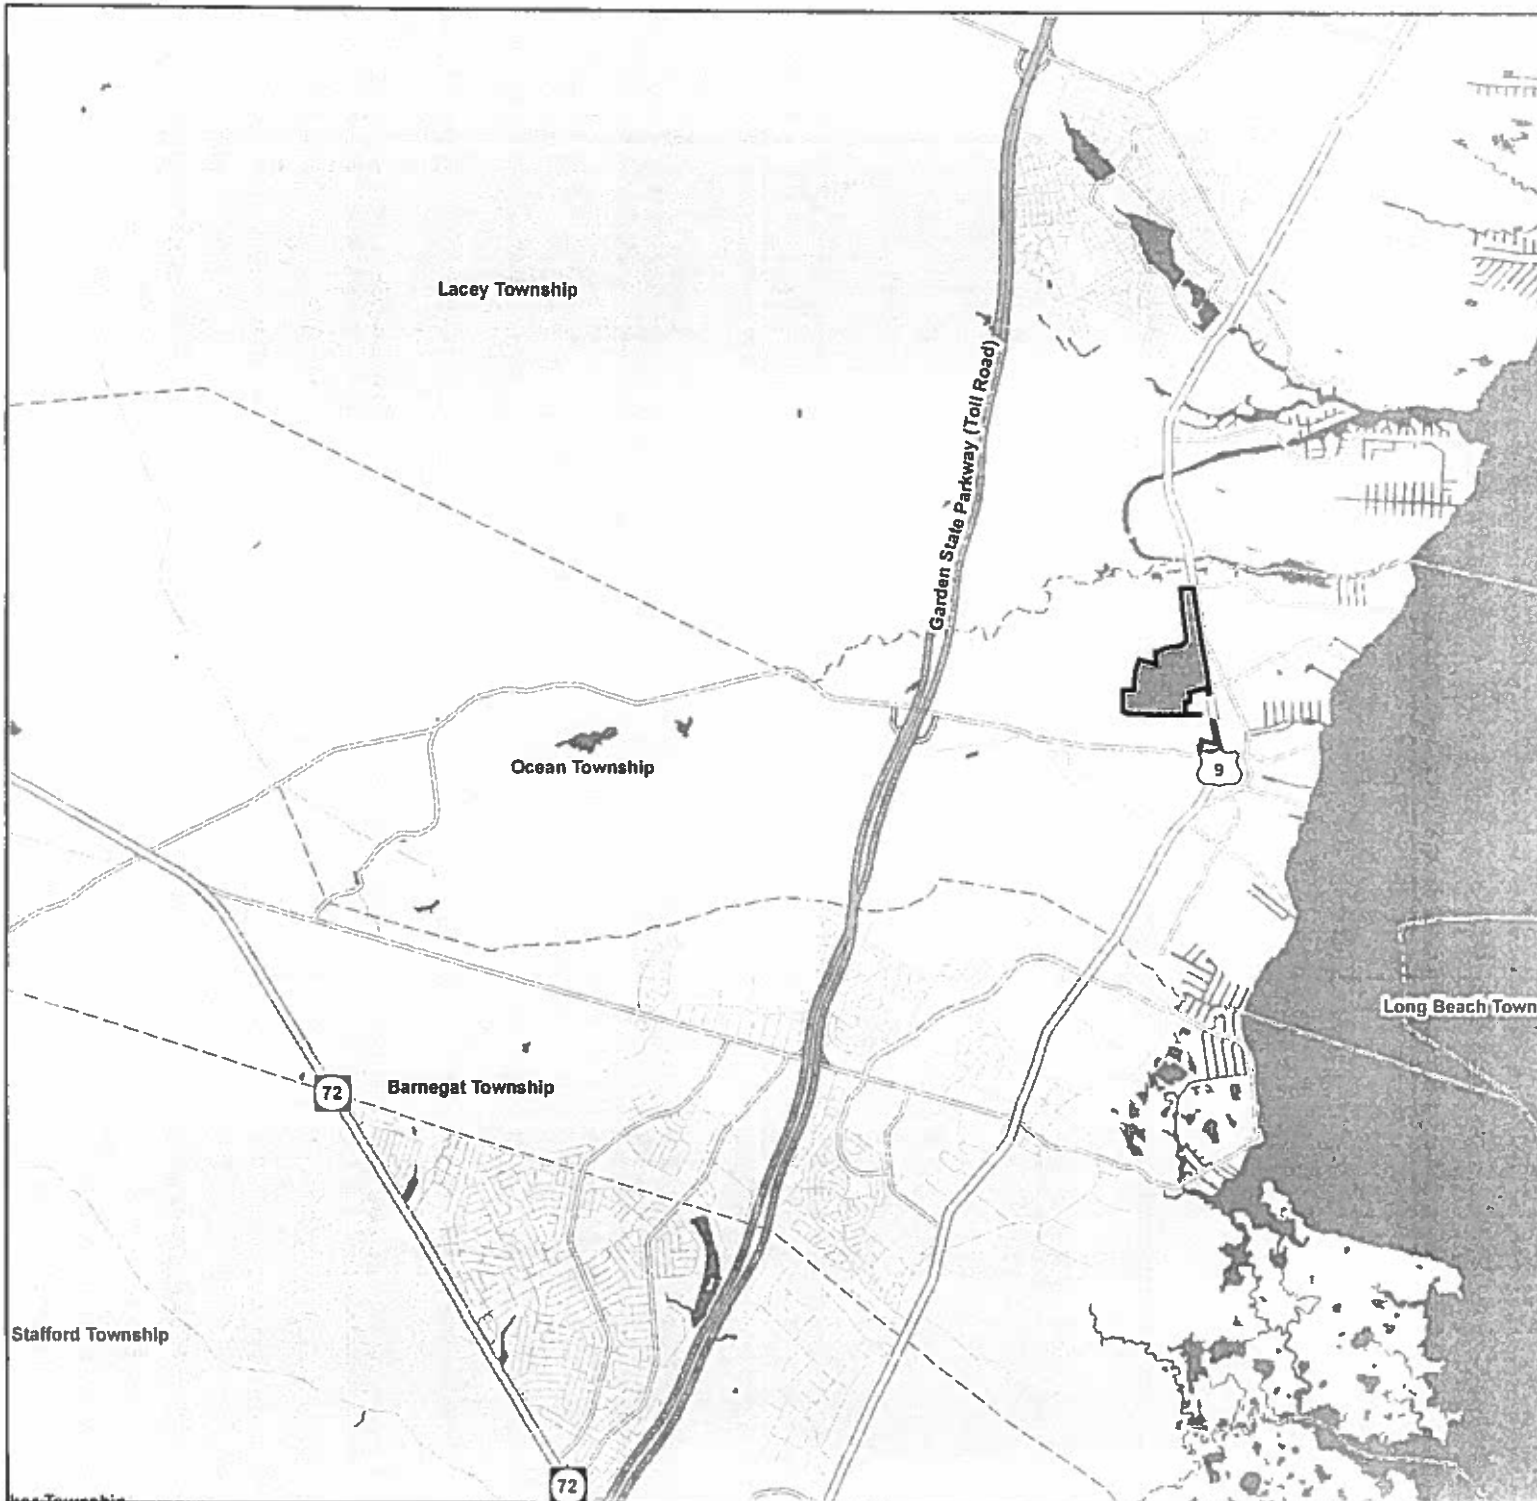 Lacey Township
Garden State Parkway (Toll Road)
Ocean Township
9
Long Beach Town
72
Barnegat Township
Stafford Township
72